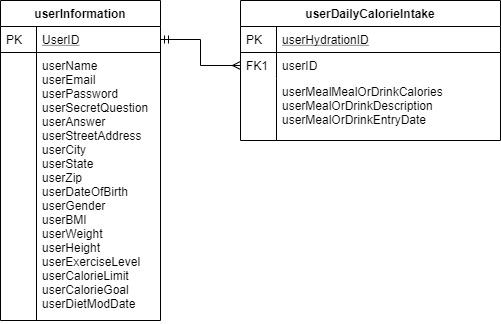 userInformation
PK UserID
userName
userEmail
userPassword
userSecretQuestion
userAnswer
userStreetAddress
userCity
userState
userZip
userDateOfBirth
userGender
userBMI
userWeight
userHeight
userExerciseLevel
userCalorieLimit
userCalorieGoal
userDietModDate
userDailyCalorieIntake
PK userHydrationID
FK1 userID
userMealMealOrDrinkCalories
userMealOrDrinkDescription
userMealOrDrinkEntryDate